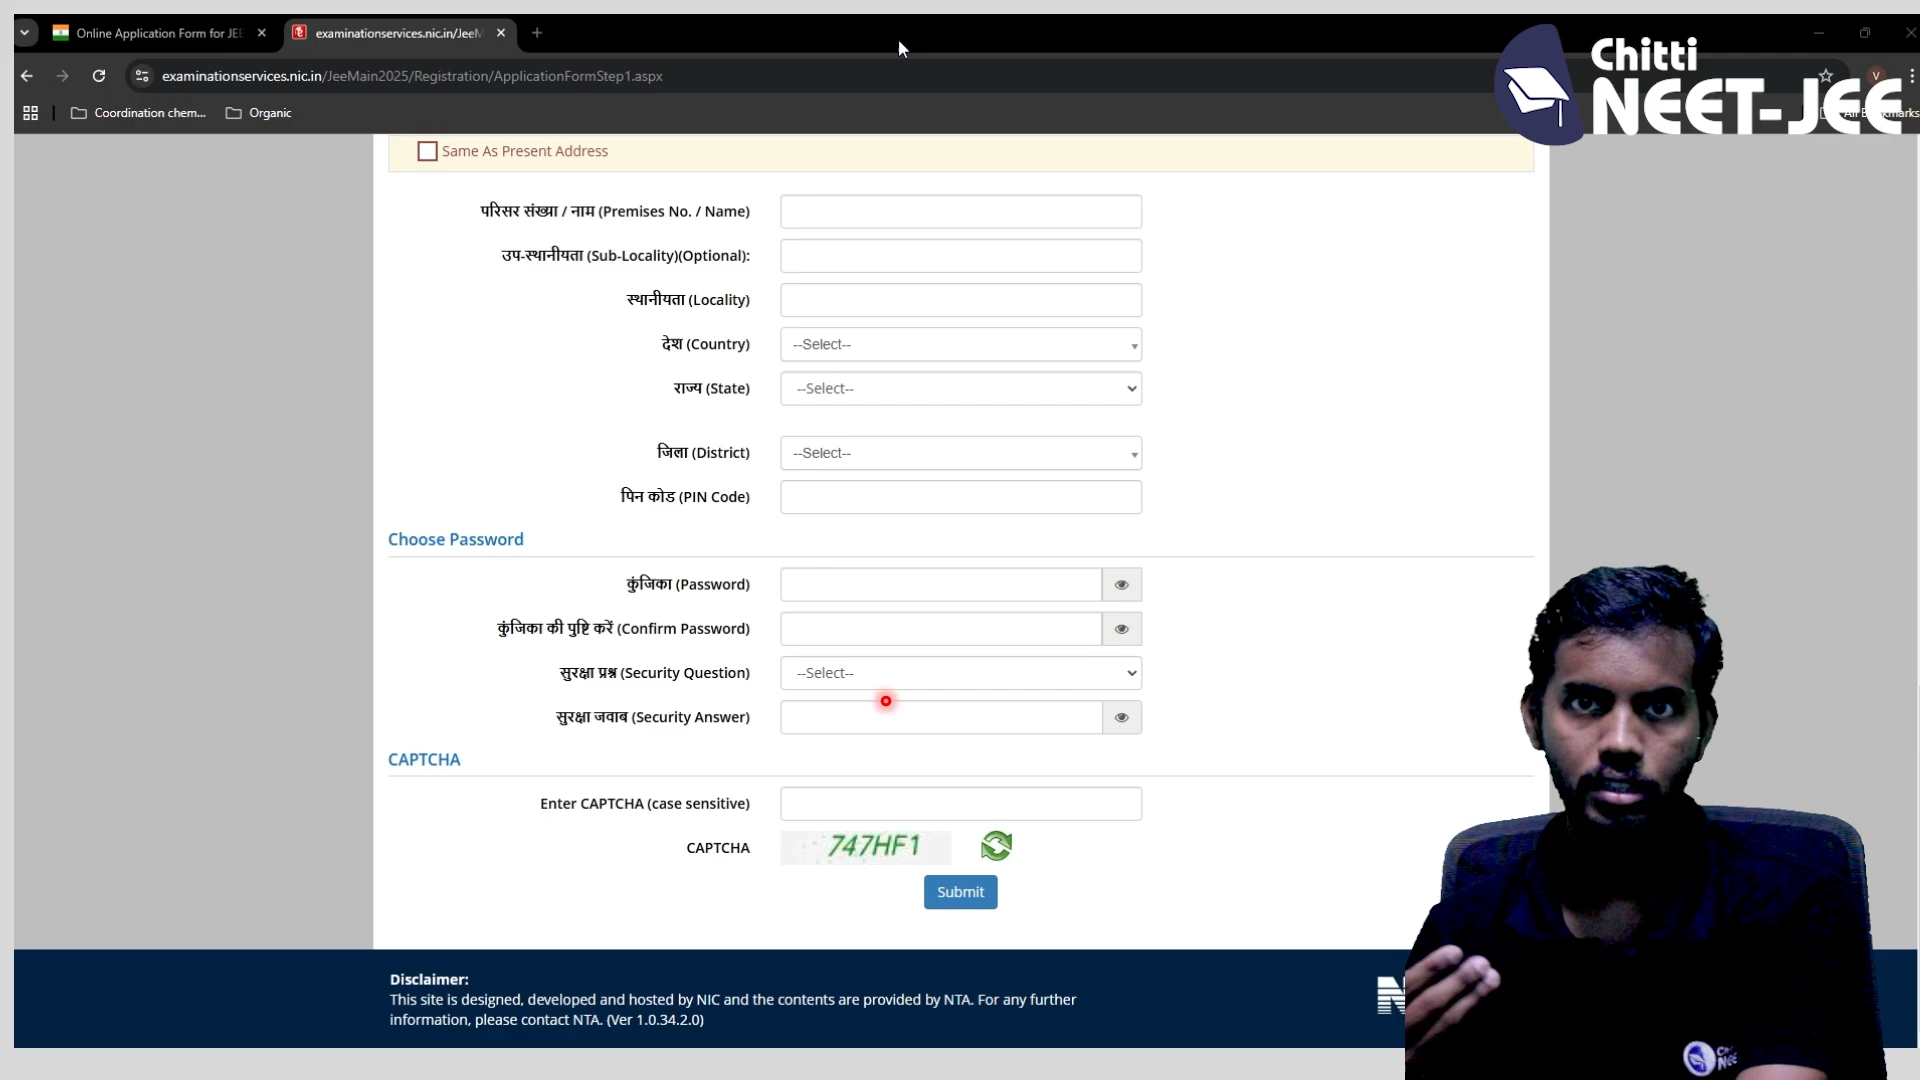 Online Application Form for JEE
examinationservices.nic.in/JeeM
Chitti
NEET-JEE
examinationservices.nic.in/JeeMain2025/Registration/ApplicationFormStep1.aspx
V
Coordination chem...
Organic
Same As Present Address
परिसर संख्या / नाम (Premises No. / Name)
उप-स्थानीयता (Sub-Locality)(Optional):
स्थानीयता (Locality)
देश (Country)
--Select--
राज्य (State)
--Select--
जिला (District)
--Select--
पिन कोड (PIN Code)
Choose Password
कुंजिका (Password)
कुंजिका की पुष्टि करें (Confirm Password)
सुरक्षा प्रश्न (Security Question)
--Select--
सुरक्षा जवाब (Security Answer)
CAPTCHA
Enter CAPTCHA (case sensitive)
CAPTCHA
747HF1
Submit
Disclaimer:
This site is designed, developed and hosted by NIC and the contents are provided by NTA. For any further
information, please contact NTA. (Ver 1.0.34.2.0)